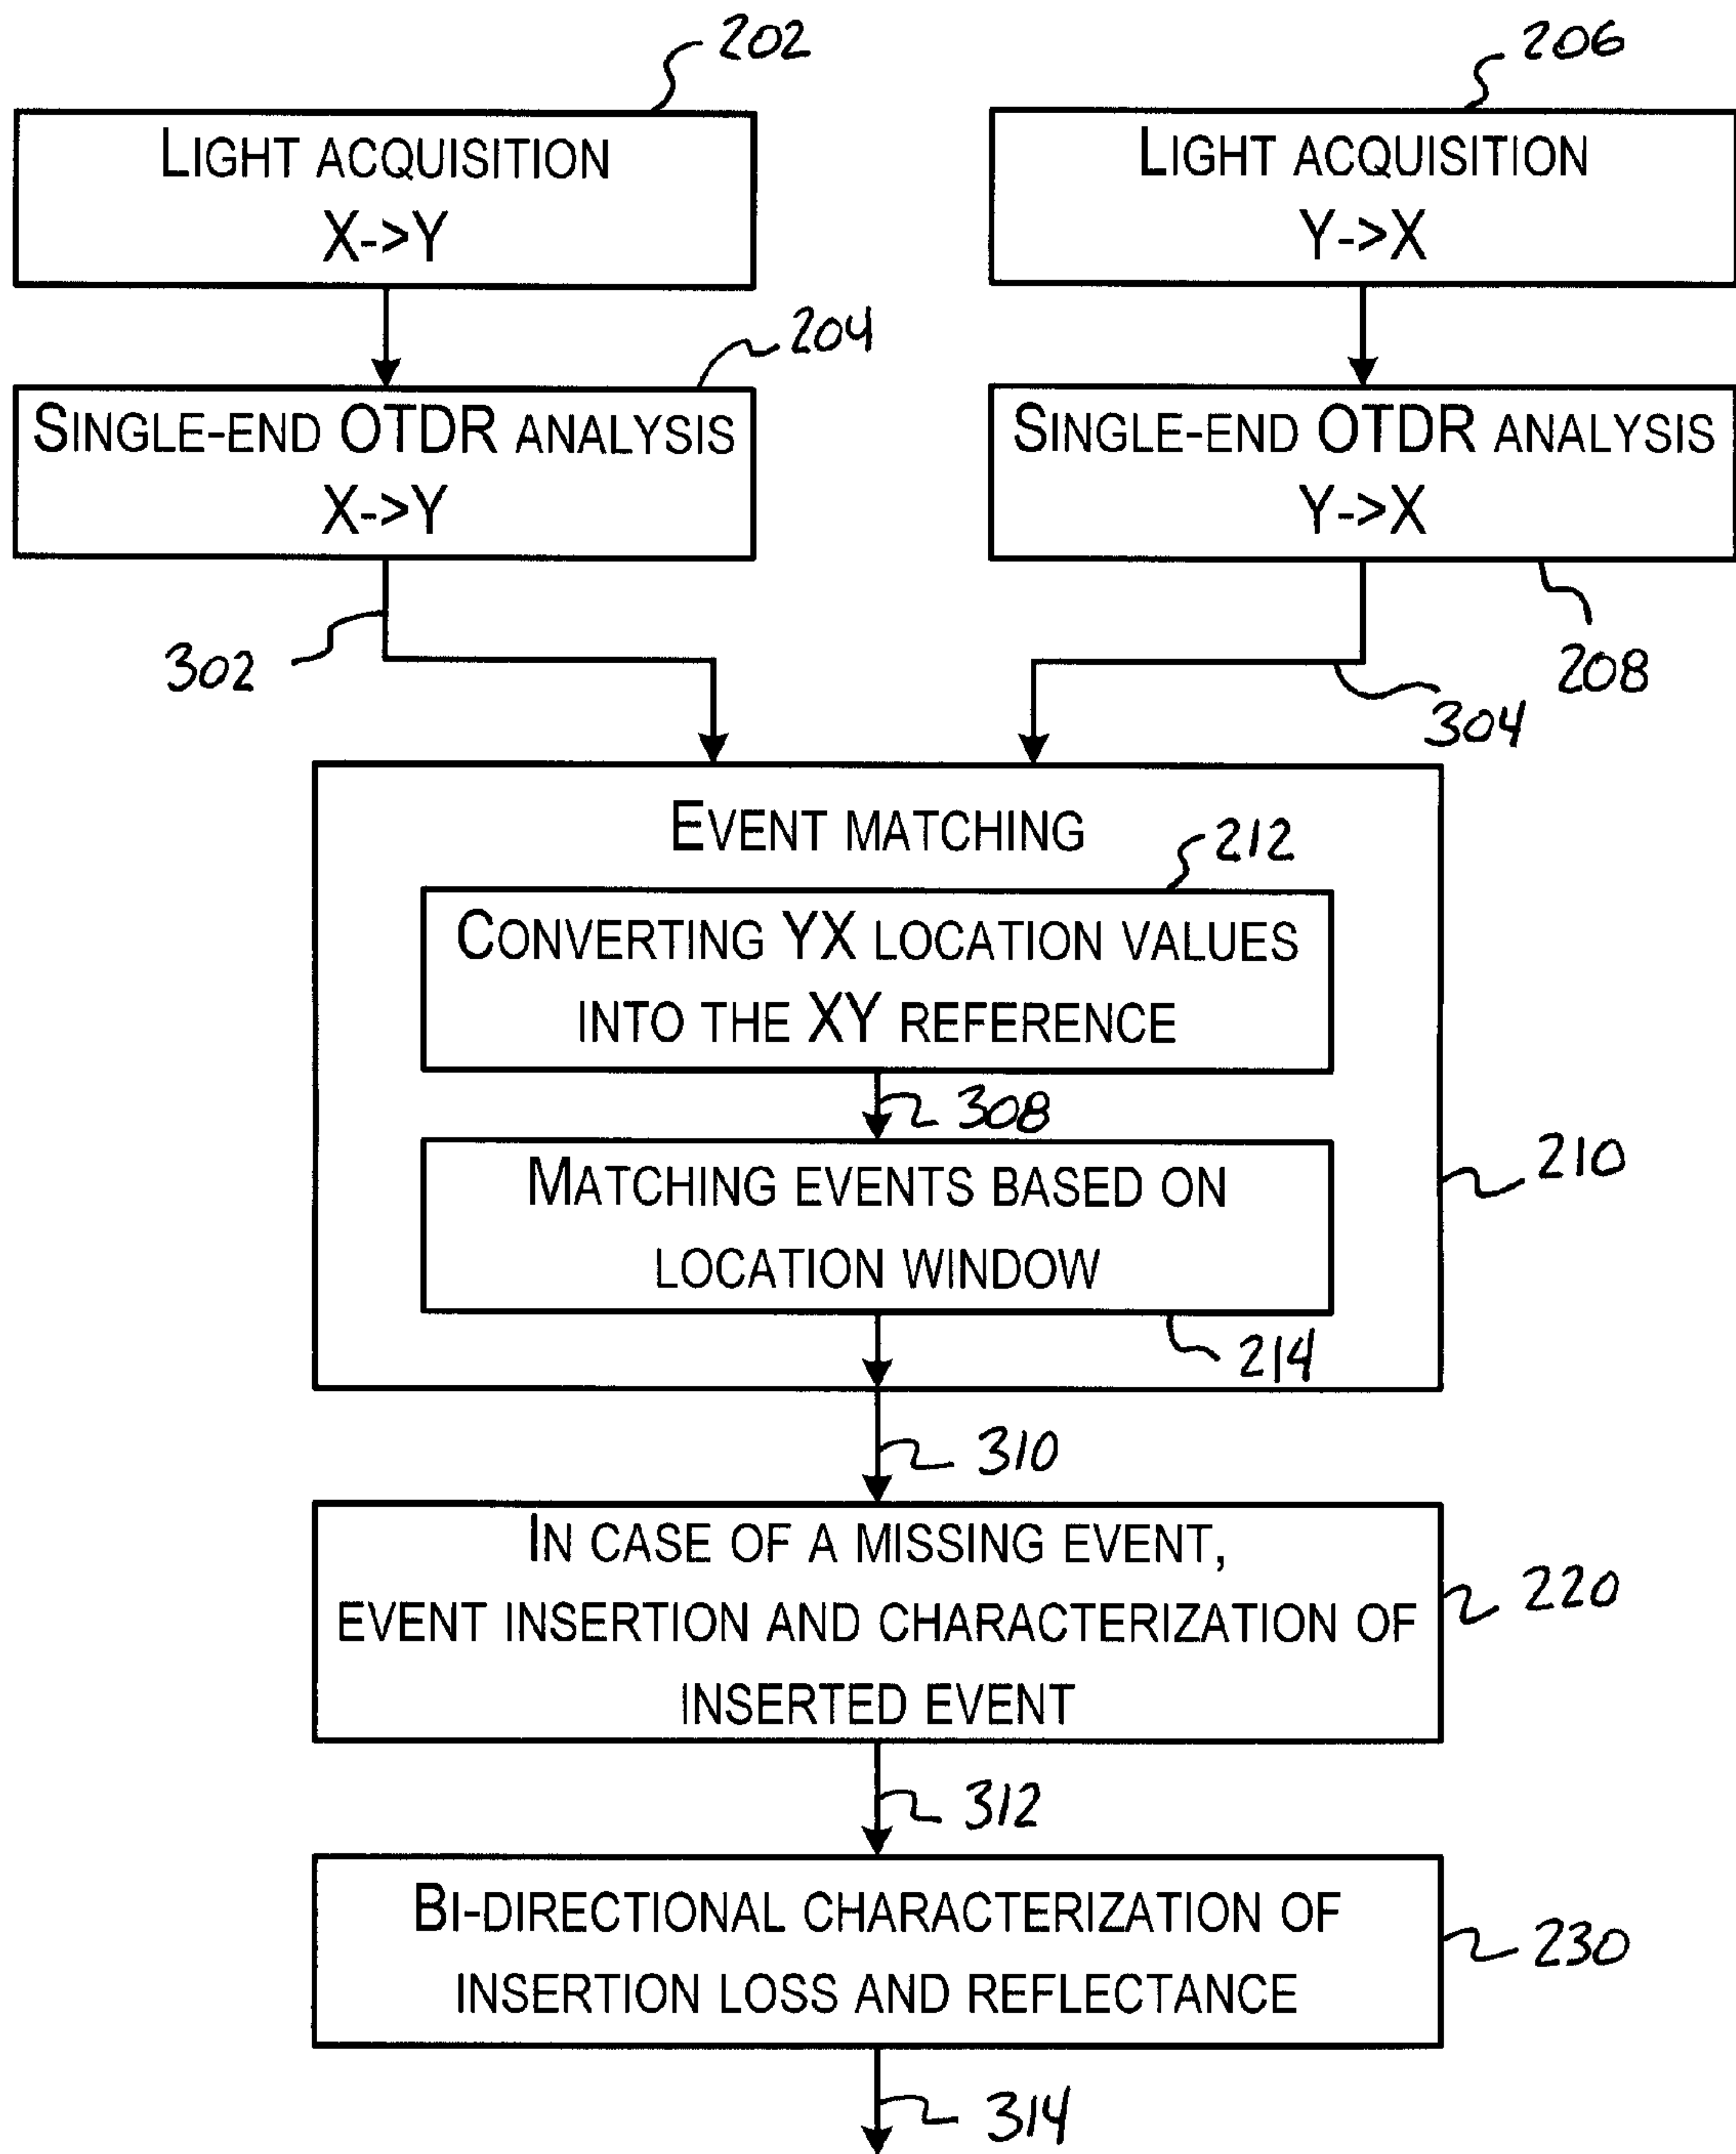 202
206
LIGHT ACQUISITION
X->Y
LIGHT ACQUISITION
Y->X
204
SINGLE-END OTDR ANALYSIS
X->Y
SINGLE-END OTDR ANALYSIS
Y->X
302
208
304
EVENT MATCHING
212
CONVERTING YX LOCATION VALUES
INTO THE XY REFERENCE
308
MATCHING EVENTS BASED ON
LOCATION WINDOW
210
214
310
IN CASE OF A MISSING EVENT,
EVENT INSERTION AND CHARACTERIZATION OF
INSERTED EVENT
220
312
BI-DIRECTIONAL CHARACTERIZATION OF
INSERTION LOSS AND REFLECTANCE
230
314